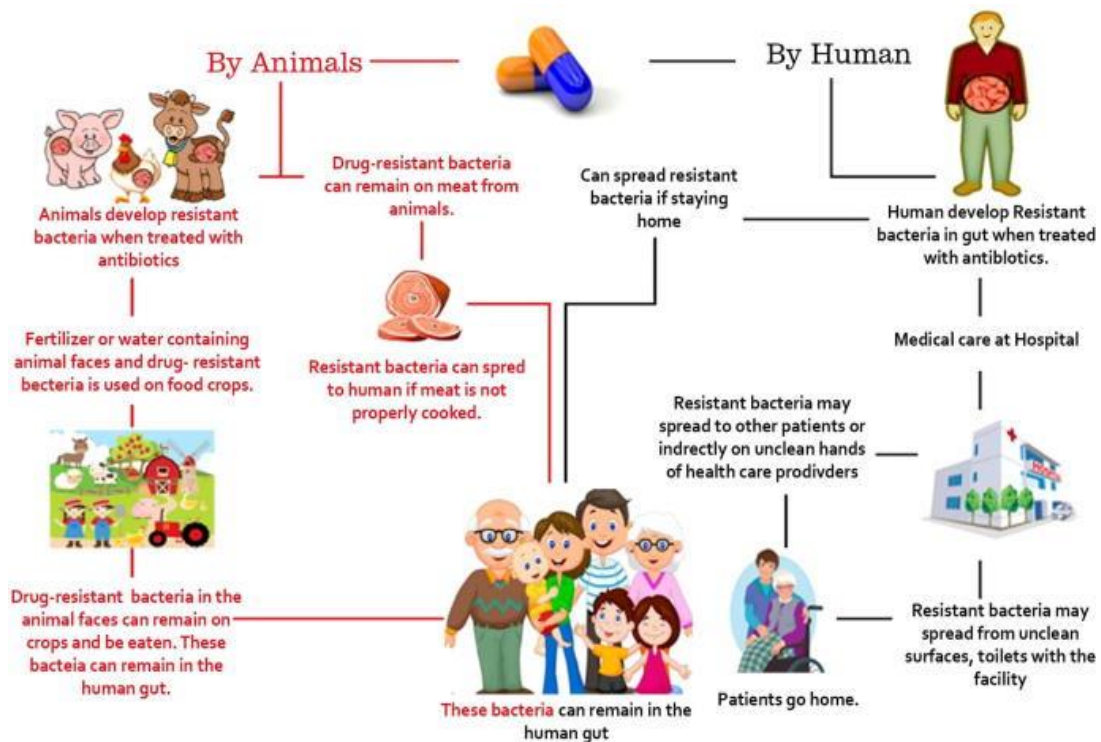 By Animals
By Human
Drug-resistant bacteria
can remain on meat from
animals.
Can spread resistant
bacteria if staying
home
Animals develop resistant
bacteria when treated with
antibiotics
Human develop Resistant
bacteria in gut when treated
with antiblotics.
Fertilizer or water containing
animal faces and drug- resistant
becteria is used on food crops.
Resistant bacteria can spred
to human if meat is not
properly cooked.
Medical care at Hospital
Resistant bacteria may
spread to other patients or
indrectly on unclean hands
of health care prodivders
Drug-resistant bacteria in the
animal faces can remain on
crops and be eaten. These
bacteia can remain in the
human gut.
Resistant bacteria may
spread from unclean
surfaces, toilets with the
facility
Patients go home.
These bacteria can remain in the
human gut